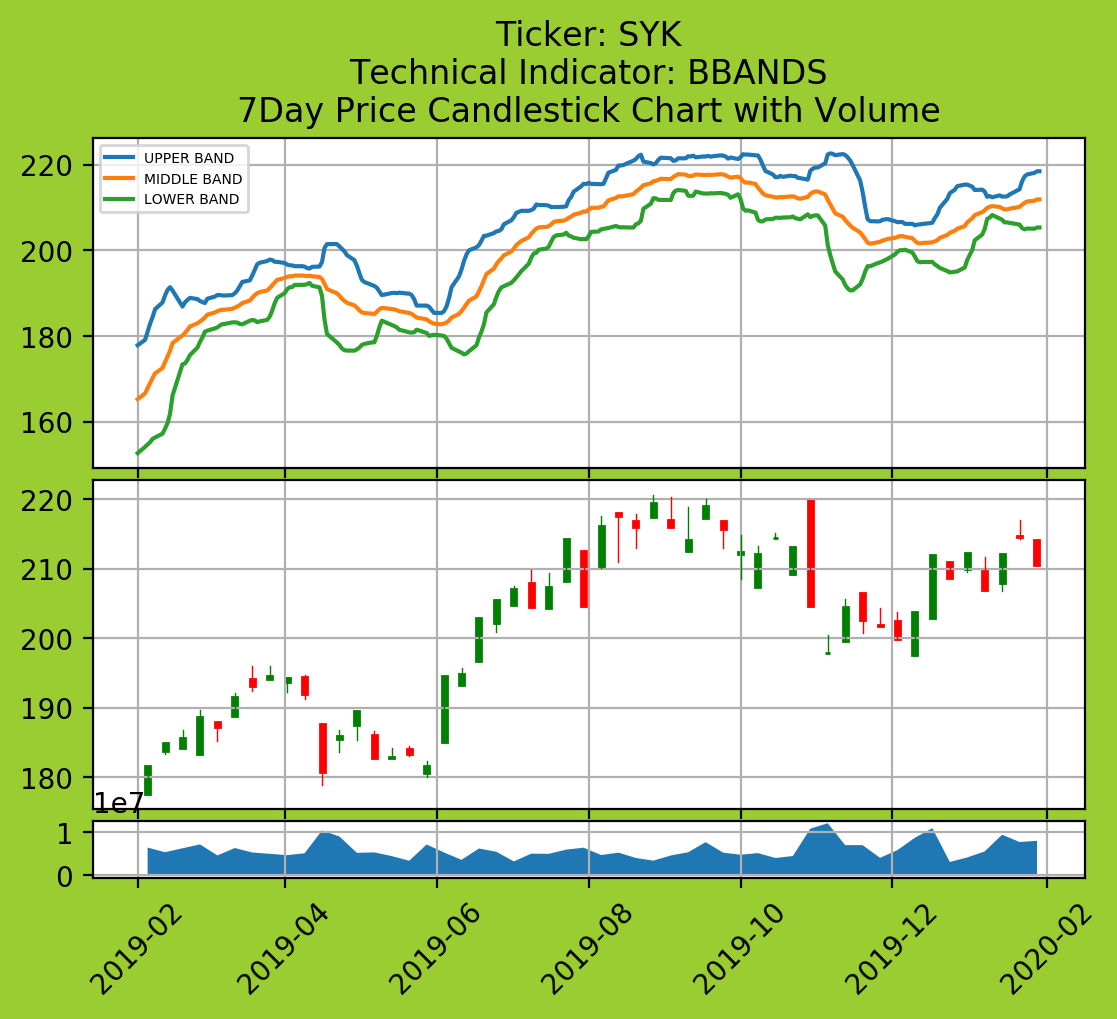 Ticker: SYK
Technical Indicator: BBANDS
7Day Price Candlestick Chart with Volume
UPPER BAND
MIDDLE BAND
LOWER BAND
220
200
180
160
220
210
200
190
180
1e7
1
0
2019-02
2019-04
2019-06
2019-08
2019-10
2019-12
2020-02